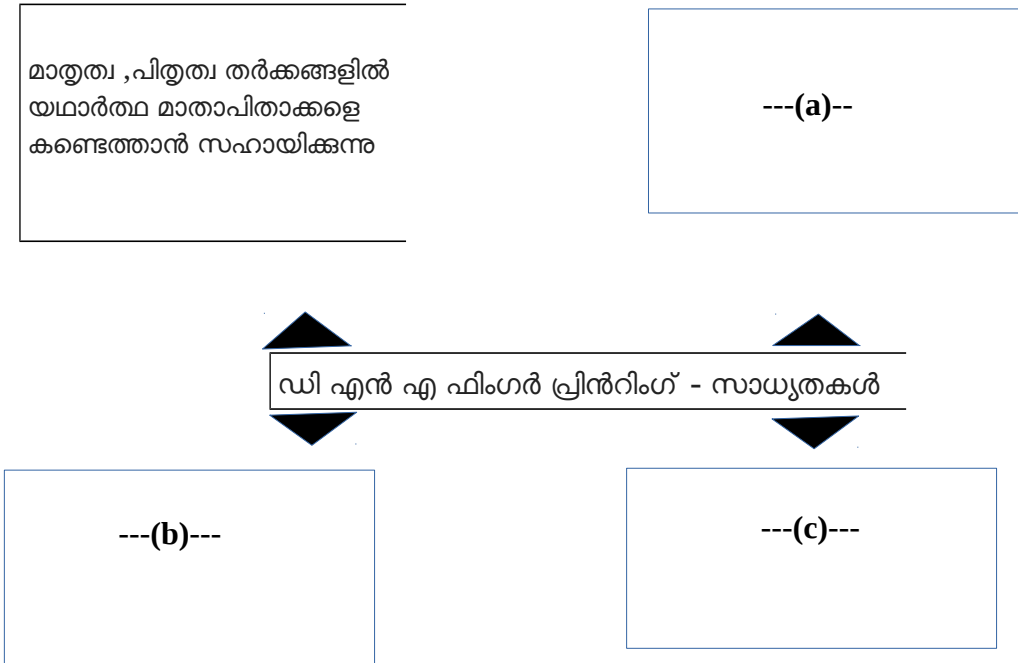 മാതൃത്വ ,പിതൃത്വ തർക്കങ്ങളിൽ
യഥാർത്ഥ മാതാപിതാക്കളെ
കണ്ടെത്താൻ സഹായിക്കുന്നു
---(a)--
ഡി എൻ എ ഫിംഗർ പ്രിൻറിംഗ് - സാധ്യതകൾ
---(b)---
---(c)---